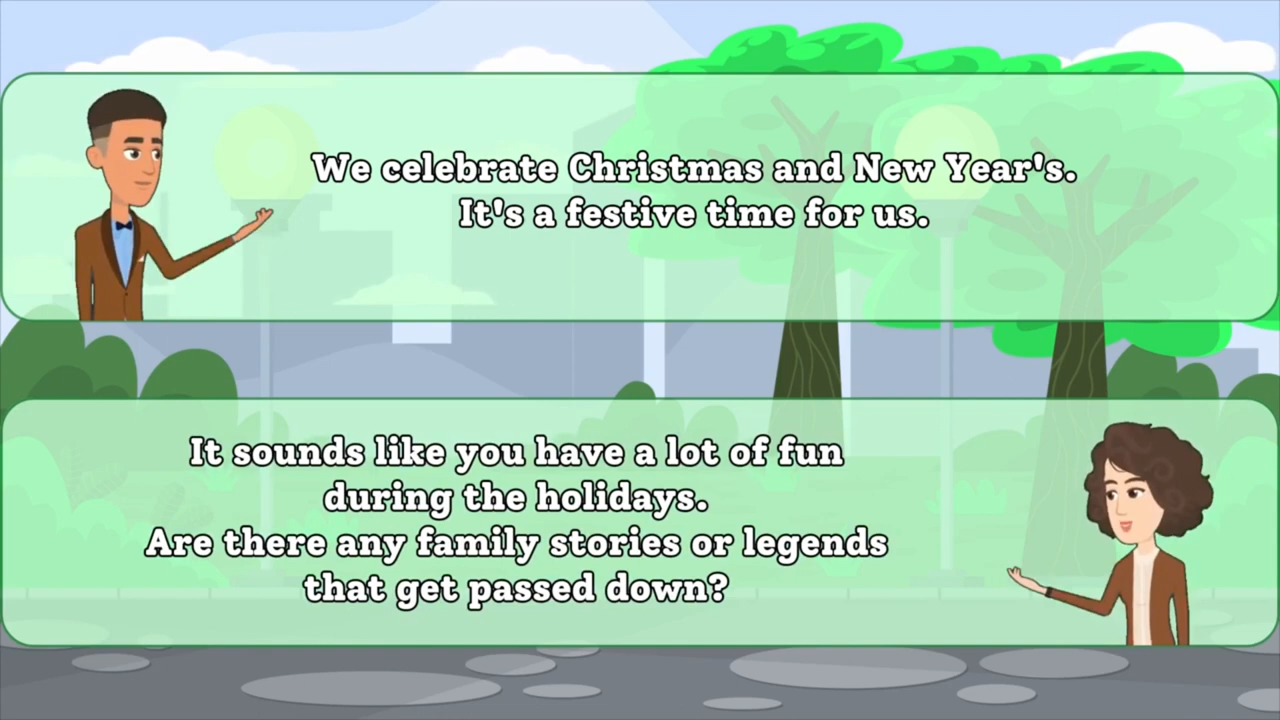 We celebrate Christmas and New Year's.
It's a festive time for us.
It sounds like you have a lot of fun
during the holidays.
Are there any family stories or legends
that get passed down?